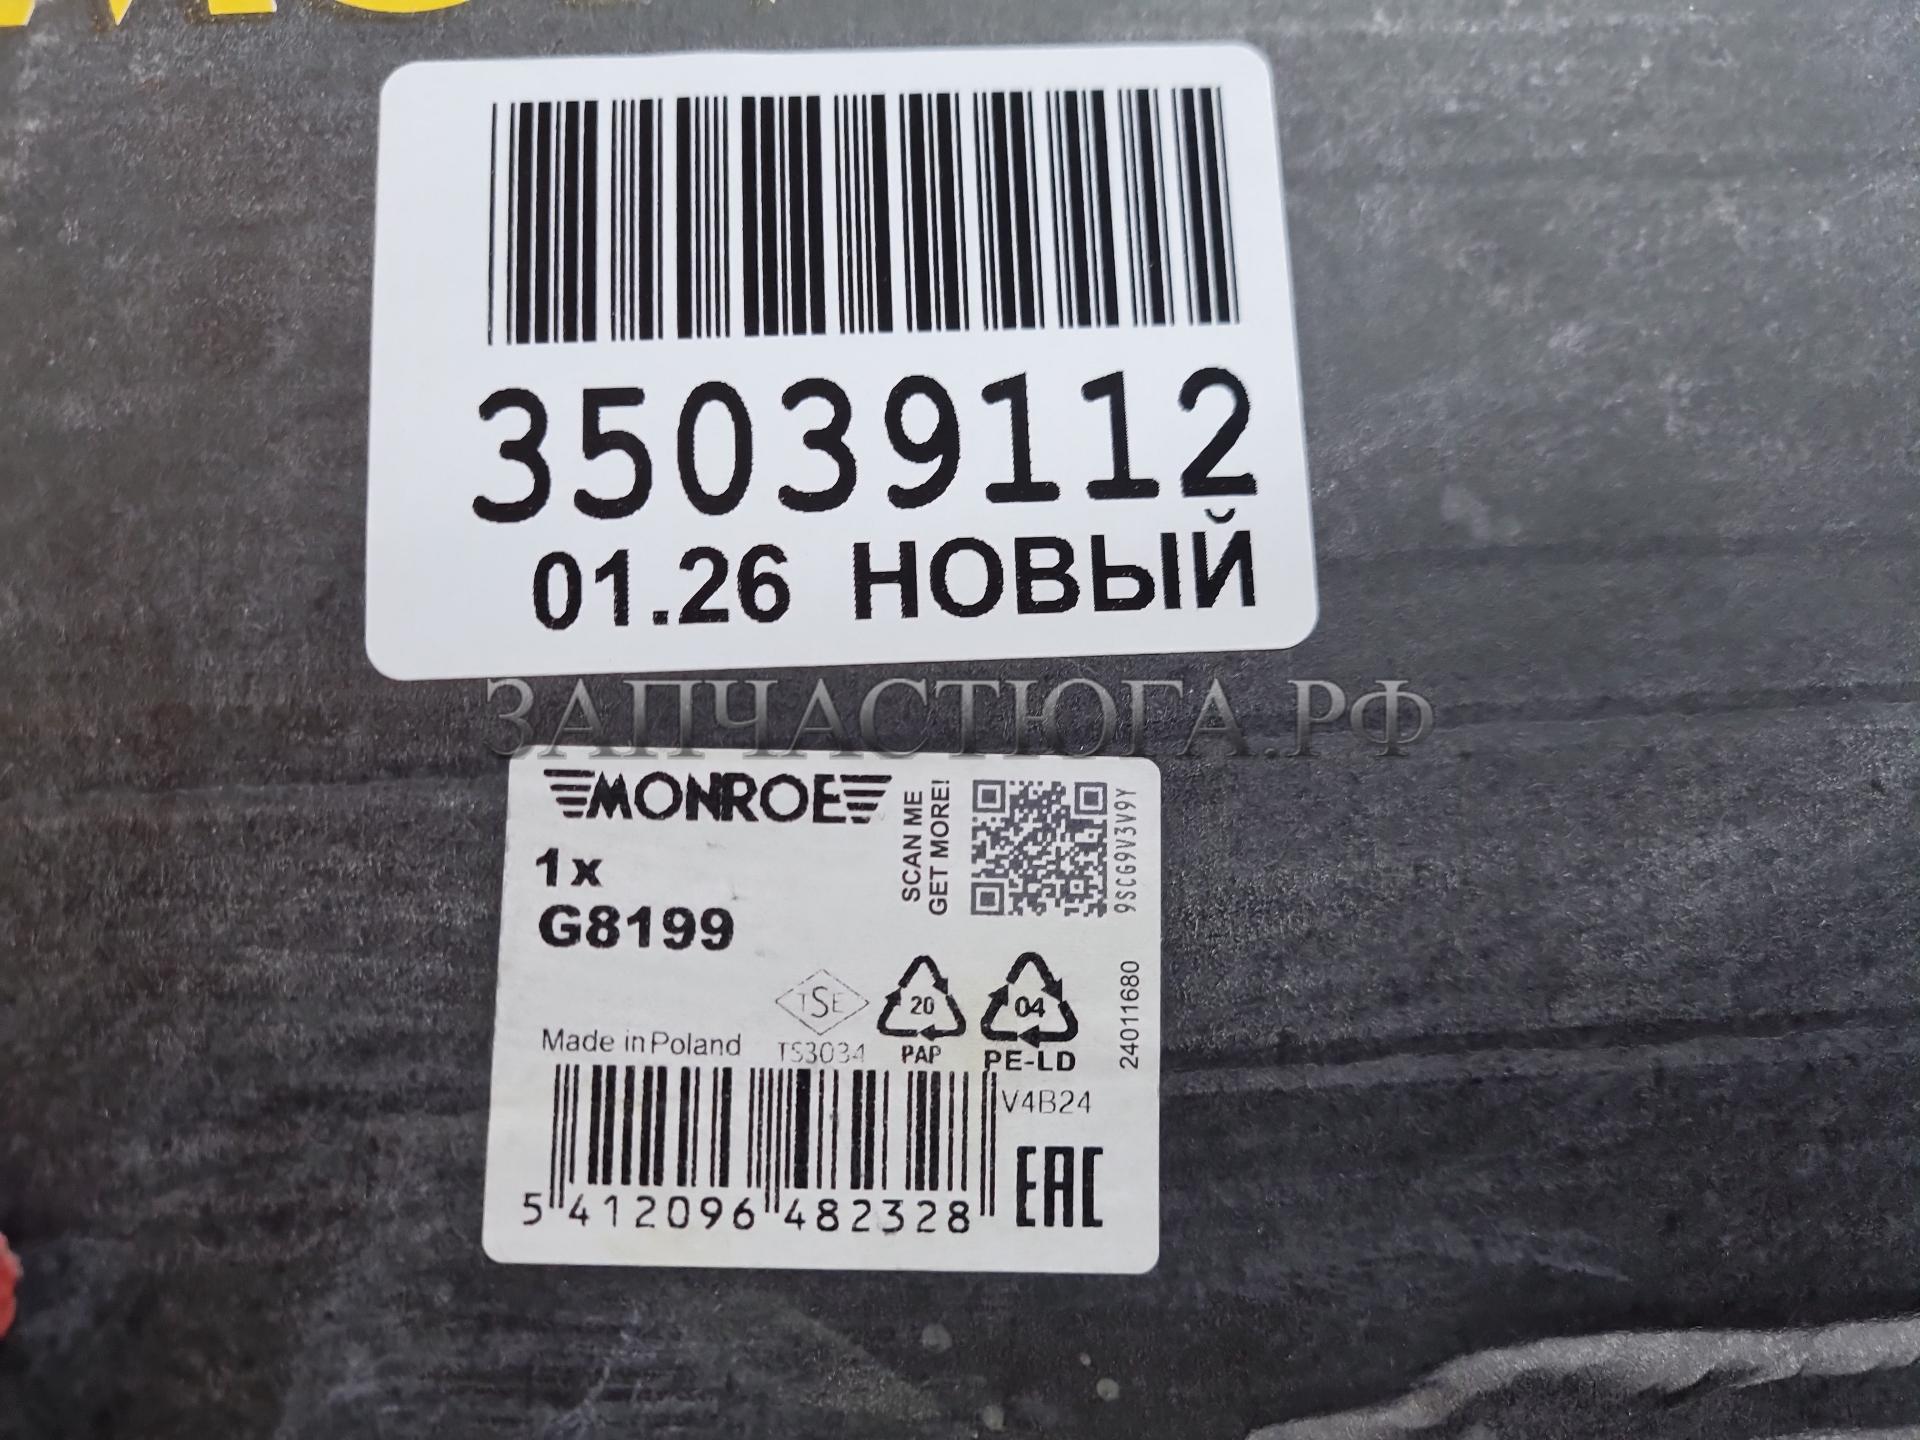 35039112
01.26 НОВЫЙ
ЗАПЧАСТЮГА.РФ
MONROE
1x
G8199
SCAN ME
GET MORE!
9SCG9V3V9Y
TSE
20
04
Made in Poland
TS3034
PAP
PE-LD
24011680
V4B24
5 412096 482328
EAC